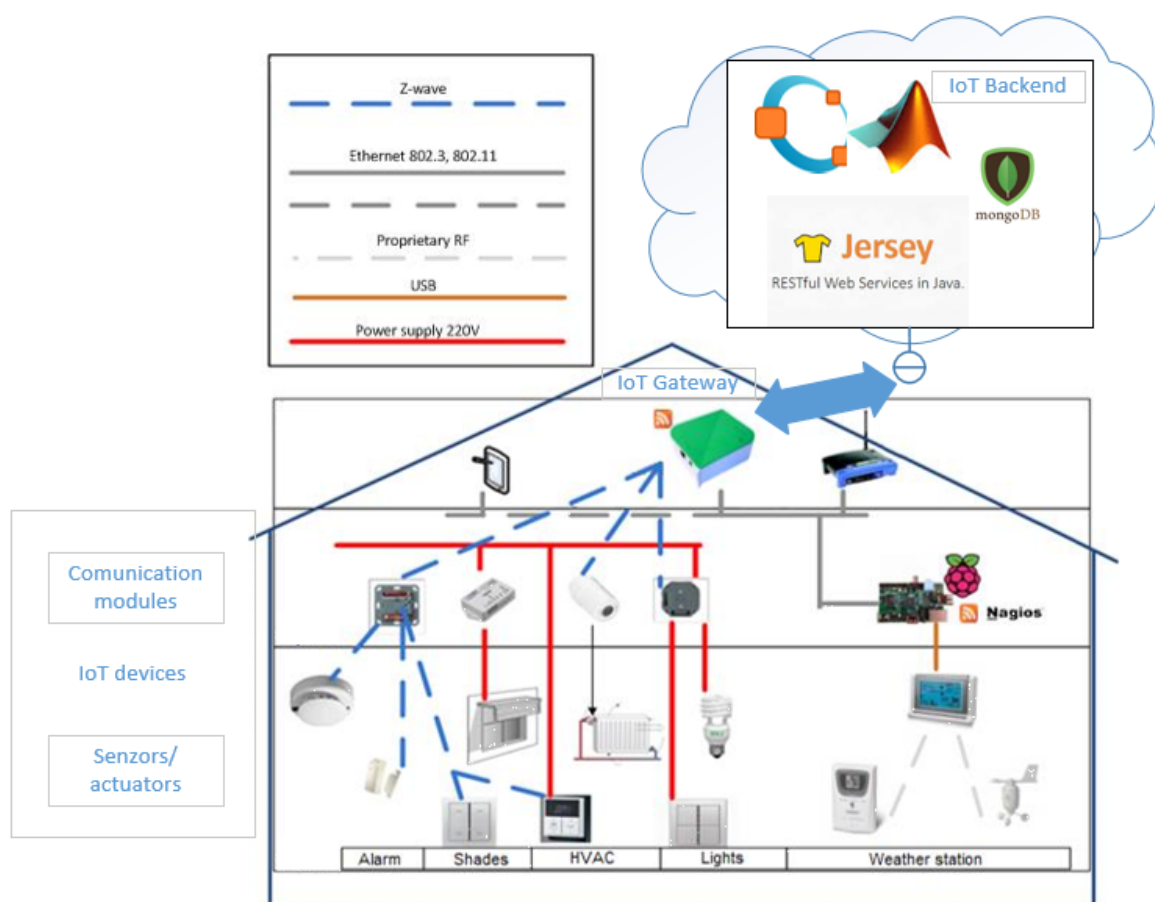 Z-wave
Ethernet 802.3, 802.11
Proprietary RF
USB
Power supply 220V
IoT Backend
mongoDB
Jersey
RESTful Web Services in Java.
IoT Gateway
Comunication
modules
IoT devices
Senzors/
actuators
Nagios
Alarm
Shades
HVAC
Lights
Weather station